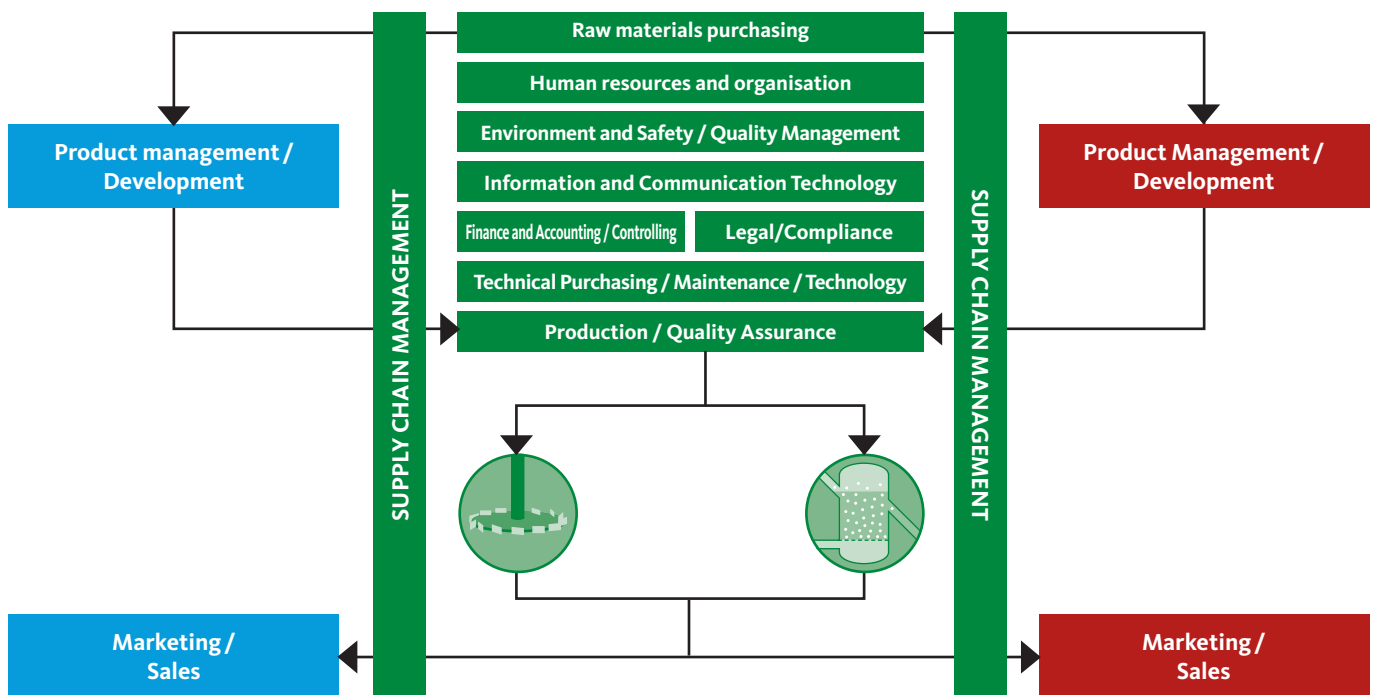 Raw materials purchasing
Human resources and organisation
Environment and Safety / Quality Management
Information and Communication Technology
Finance and Accounting / Controlling
Legal/Compliance
Technical Purchasing / Maintenance / Technology
Production / Quality Assurance
Product management /
Development
Product Management /
Development
SUPPLY CHAIN MANAGEMENT
SUPPLY CHAIN MANAGEMENT
Marketing /
Sales
Marketing /
Sales